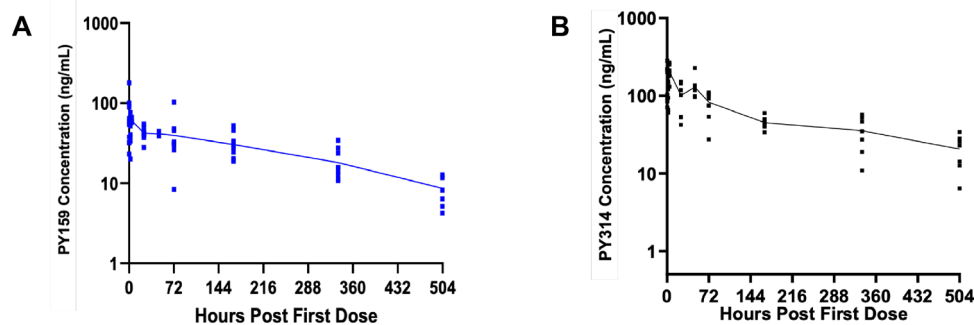 A
PY159 Concentration (ng/mL)
1000
100
10
1
0 72 144 216 288 360 432 504
Hours Post First Dose
B
PY314 Concentration (ng/mL)
1000
100
10
1
0 72 144 216 288 360 432 504
Hours Post First Dose